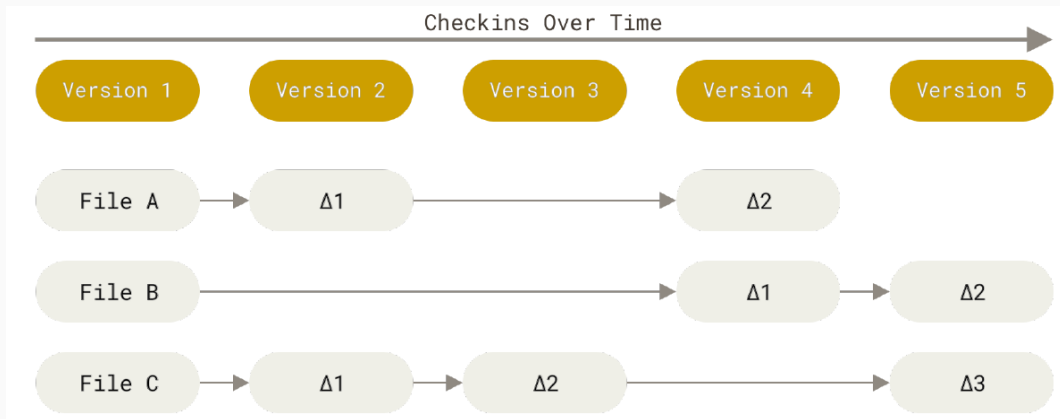 Checkins Over Time
Version 1 Version 2 Version 3 Version 4 Version 5
File A Δ1 Δ2
File B Δ1 Δ2
File C Δ1 Δ2 Δ3